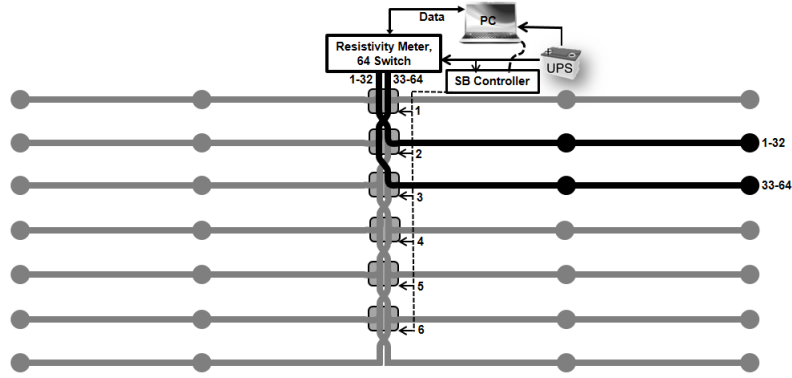 Data
PC
Resistivity Meter,
64 Switch
UPS
SB Controller
1-32 33-64
1
2
1-32
3
33-64
4
5
6